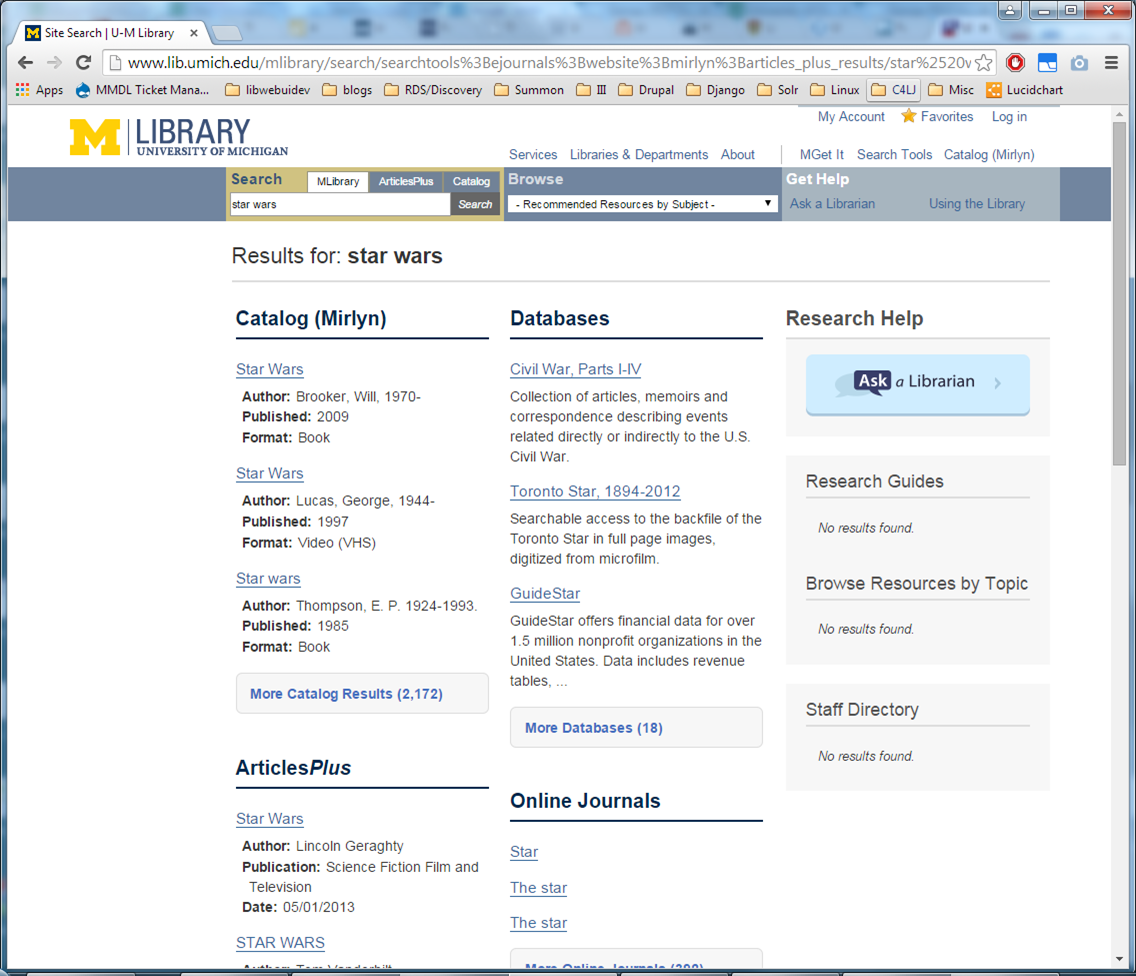 Site Search | U-M Library
www.lib.umich.edu/mlibrary/search/searchtools%3Bejournals%3Bwebsite%3Bmirlyn%3Barticles_plus_results/star%2520w
Apps MMDL Ticket Mana... libwebuidev blogs RDS/Discovery Summon III Drupal Django Solr Linux C4LJ Misc Lucidchart
My Account Favorites Log in
M LIBRARY
UNIVERSITY OF MICHIGAN
Services Libraries & Departments About MGet It Search Tools Catalog (Mirlyn)
Search MLibrary ArticlesPlus Catalog
star wars Search
Browse
- Recommended Resources by Subject -
Get Help
Ask a Librarian Using the Library
Results for: star wars
Catalog (Mirlyn)
Star Wars
Author: Brooker, Will, 1970-
Published: 2009
Format: Book
Star Wars
Author: Lucas, George, 1944-
Published: 1997
Format: Video (VHS)
Star wars
Author: Thompson, E. P. 1924-1993.
Published: 1985
Format: Book
More Catalog Results (2,172)
ArticlesPlus
Star Wars
Author: Lincoln Geraghty
Publication: Science Fiction Film and
Television
Date: 05/01/2013
STAR WARS
Author: Tom Vanderbilt
Databases
Civil War, Parts I-IV
Collection of articles, memoirs and
correspondence describing events
related directly or indirectly to the U.S.
Civil War.
Toronto Star, 1894-2012
Searchable access to the backfile of the
Toronto Star in full page images,
digitized from microfilm.
GuideStar
GuideStar offers financial data for over
1.5 million nonprofit organizations in the
United States. Data includes revenue
tables, ...
More Databases (18)
Online Journals
Star
The star
The star
More Online Journals
Research Help
Ask a Librarian
Research Guides
No results found.
Browse Resources by Topic
No results found.
Staff Directory
No results found.